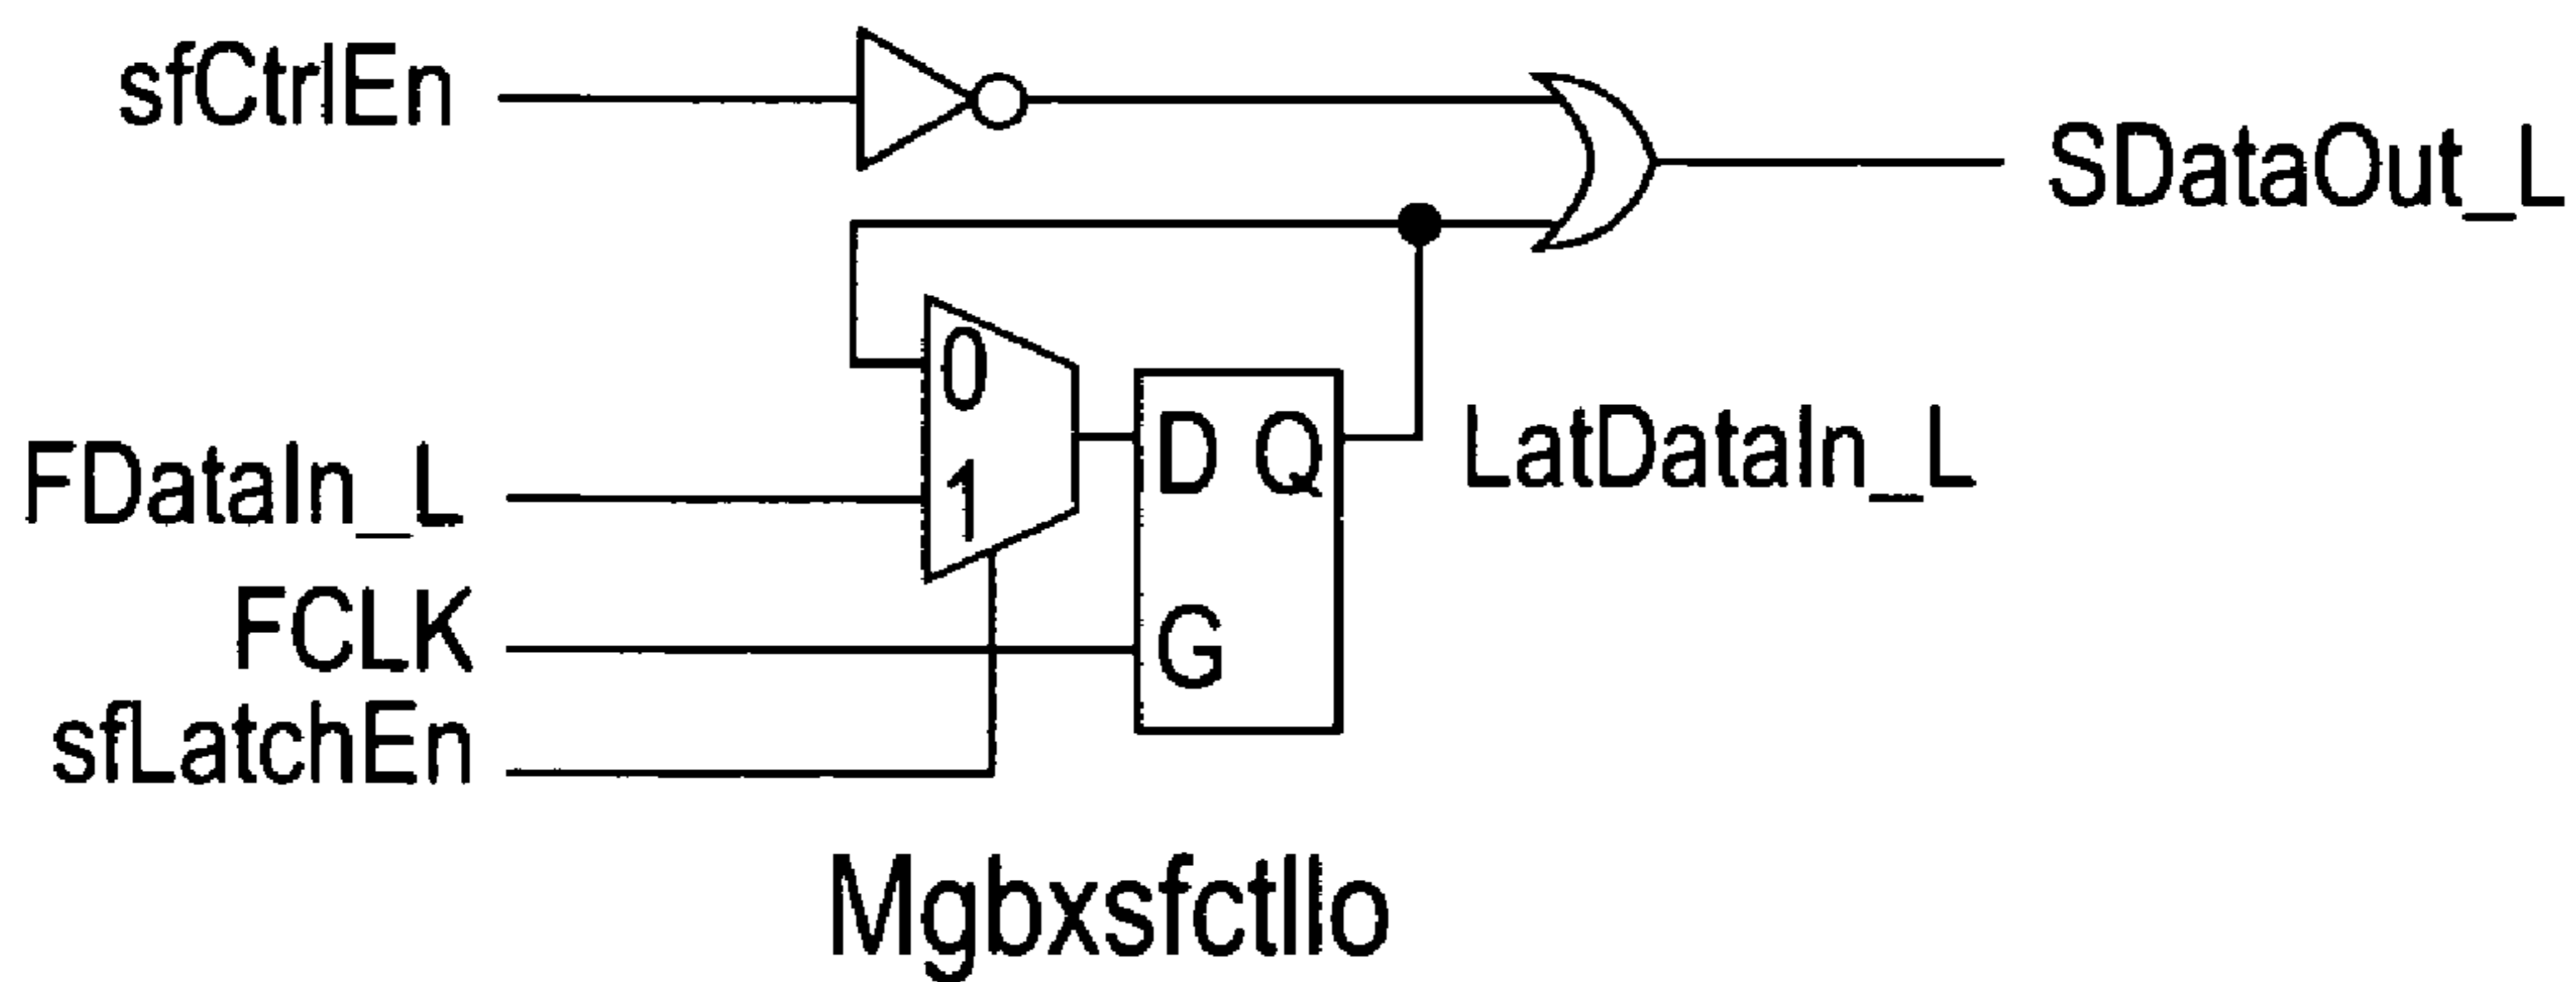 sfCtrlEn
SDataOut_L
0
FDataIn_L
1
D Q
LatDataIn_L
FCLK
G
sfLatchEn
Mgbxsfctllo